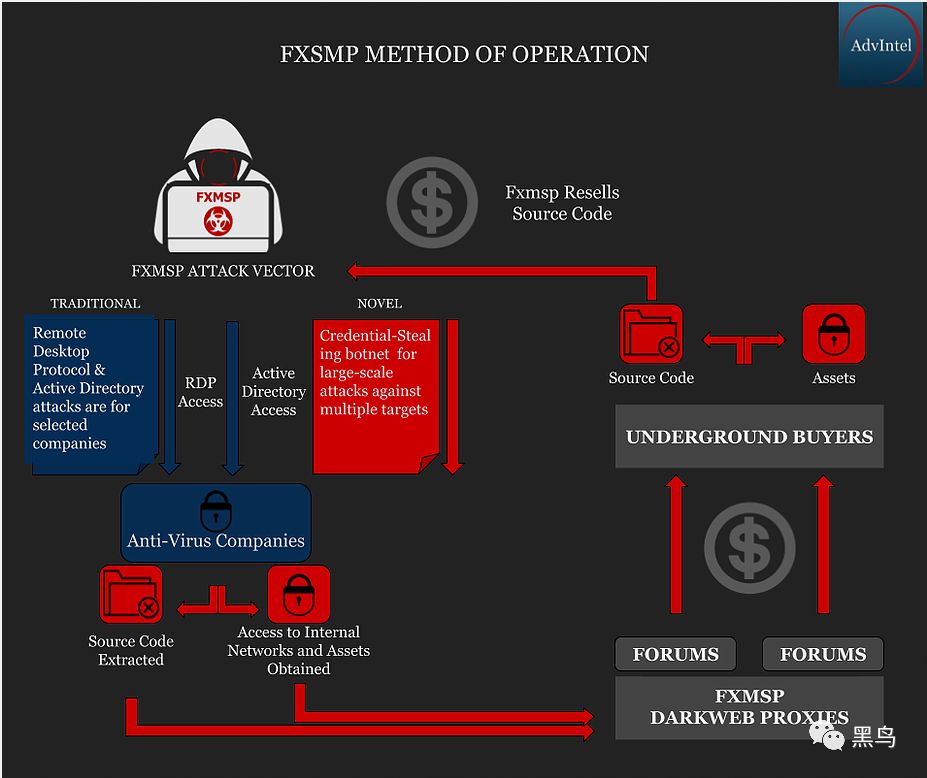 AdvIntel
FXSMP METHOD OF OPERATION
FXMSP
Fxmsp Resells
Source Code
FXMSP ATTACK VECTOR
TRADITIONAL
NOVEL
Remote
Desktop
Protocol &
Active Directory
attacks are for
selected
companies
RDP
Access
Active
Directory
Access
Credential-Steal
ing botnet for
large-scale
attacks against
multiple targets
Source Code
Assets
UNDERGROUND BUYERS
Anti-Virus Companies
Source Code
Extracted
Access to Internal
Networks and Assets
Obtained
FORUMS
FORUMS
FXMSP
DARKWEB PROXIES
黑鸟